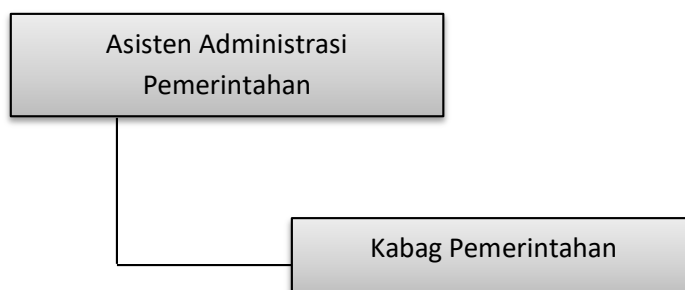 Asisten Administrasi
Pemerintahan
Kabag Pemerintahan